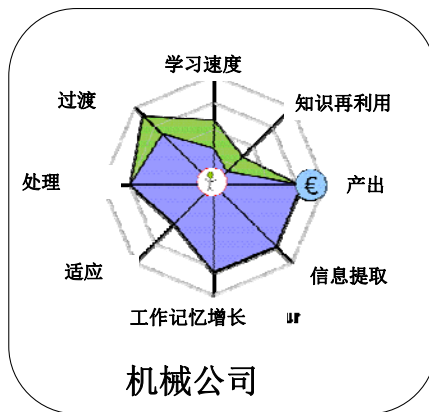 学习速度
过渡
知识再利用
处理
€
产出
适应
信息提取
工作记忆增长
机械公司